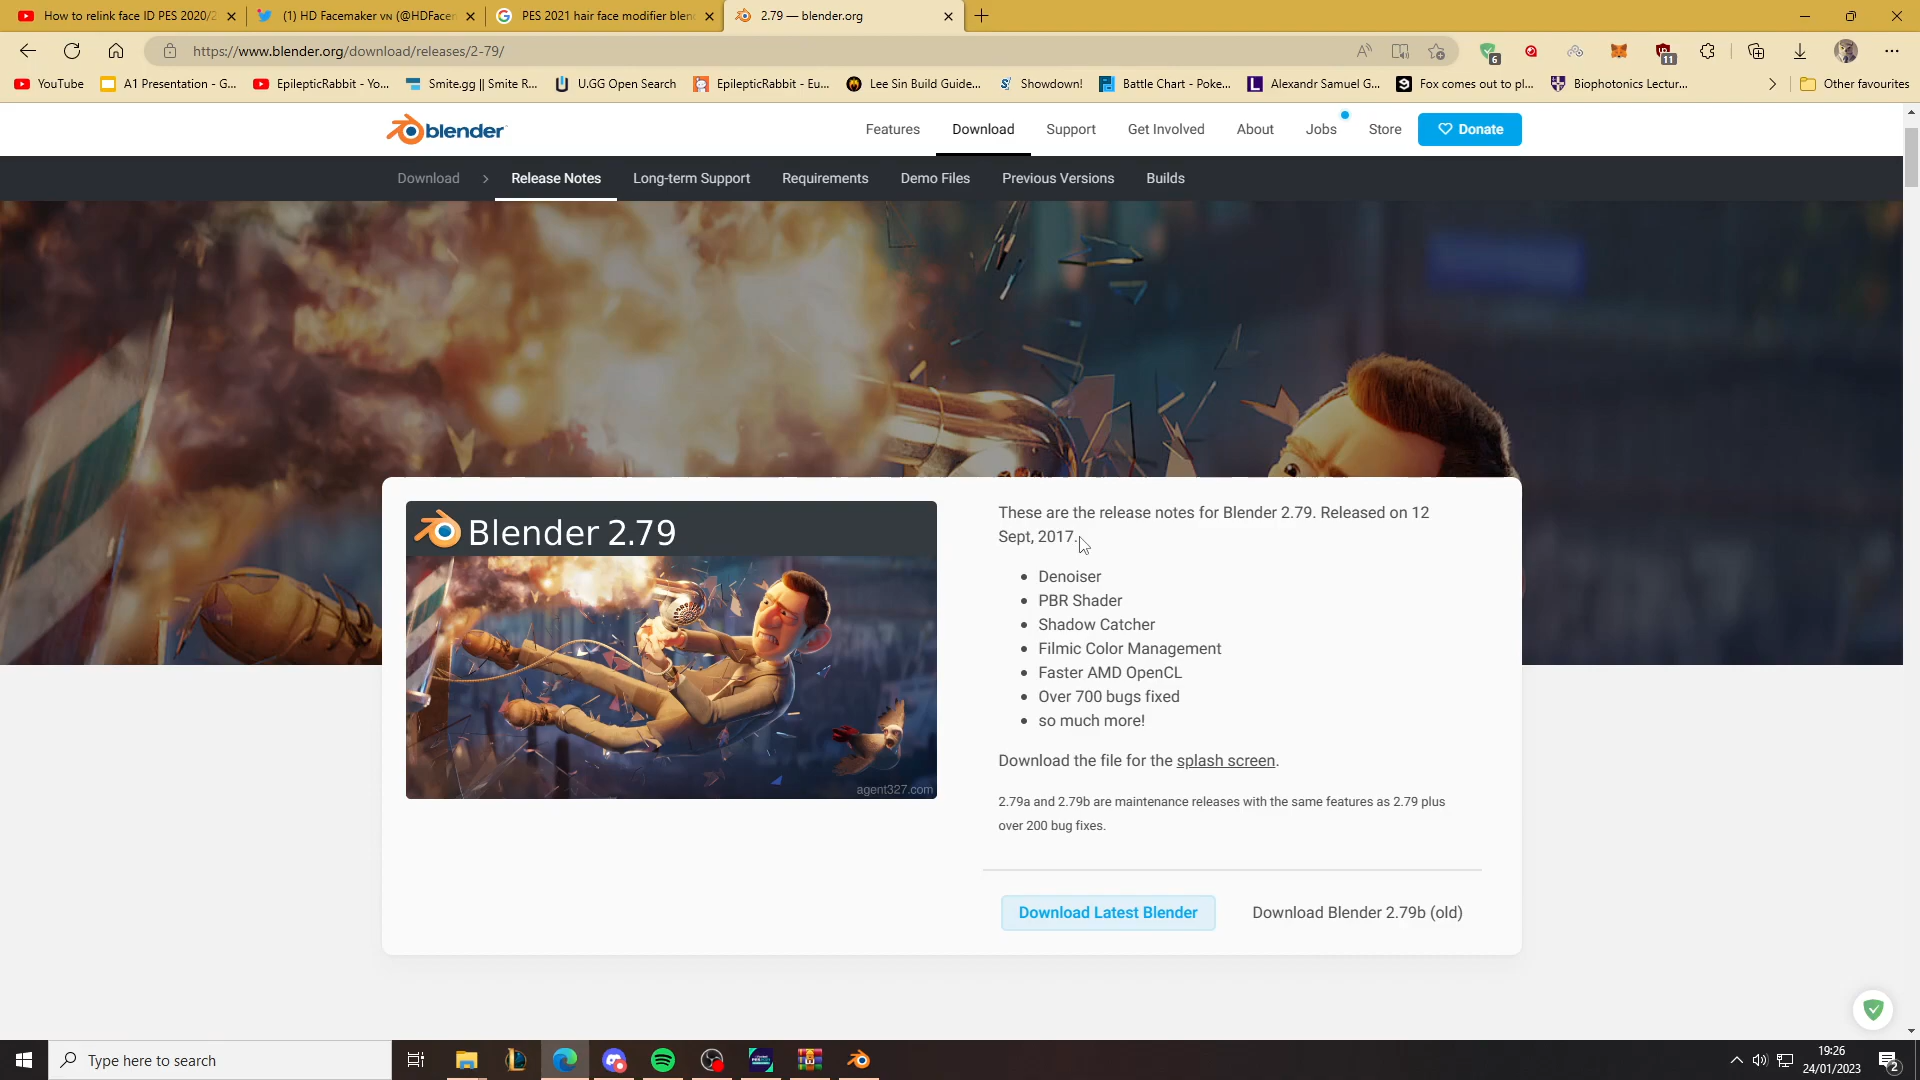 How to relink face ID PES 2020/2
(1) HD Facemaker VN (@HDFacem
PES 2021 hair face modifier blend
2.79 — blender.org
https://www.blender.org/download/releases/2-79/
6
11
YouTube
A1 Presentation - G...
EpilepticRabbit - Yo...
Smite.gg || Smite R...
U.GG Open Search
EpilepticRabbit - Eu...
Lee Sin Build Guide...
Showdown!
Battle Chart - Poke...
Alexandr Samuel G...
Fox comes out to pl...
Biophotonics Lectur...
Other favourites
blender
Features
Download
Support
Get Involved
About
Jobs
Store
Donate
Download
Release Notes
Long-term Support
Requirements
Demo Files
Previous Versions
Builds
Blender 2.79
agent327.com
These are the release notes for Blender 2.79. Released on 12
Sept, 2017.
Denoiser
PBR Shader
Shadow Catcher
Filmic Color Management
Faster AMD OpenCL
Over 700 bugs fixed
so much more!
Download the file for the splash screen.
2.79a and 2.79b are maintenance releases with the same features as 2.79 plus
over 200 bug fixes.
Download Latest Blender
Download Blender 2.79b (old)
Type here to search
19:26
24/01/2023
2